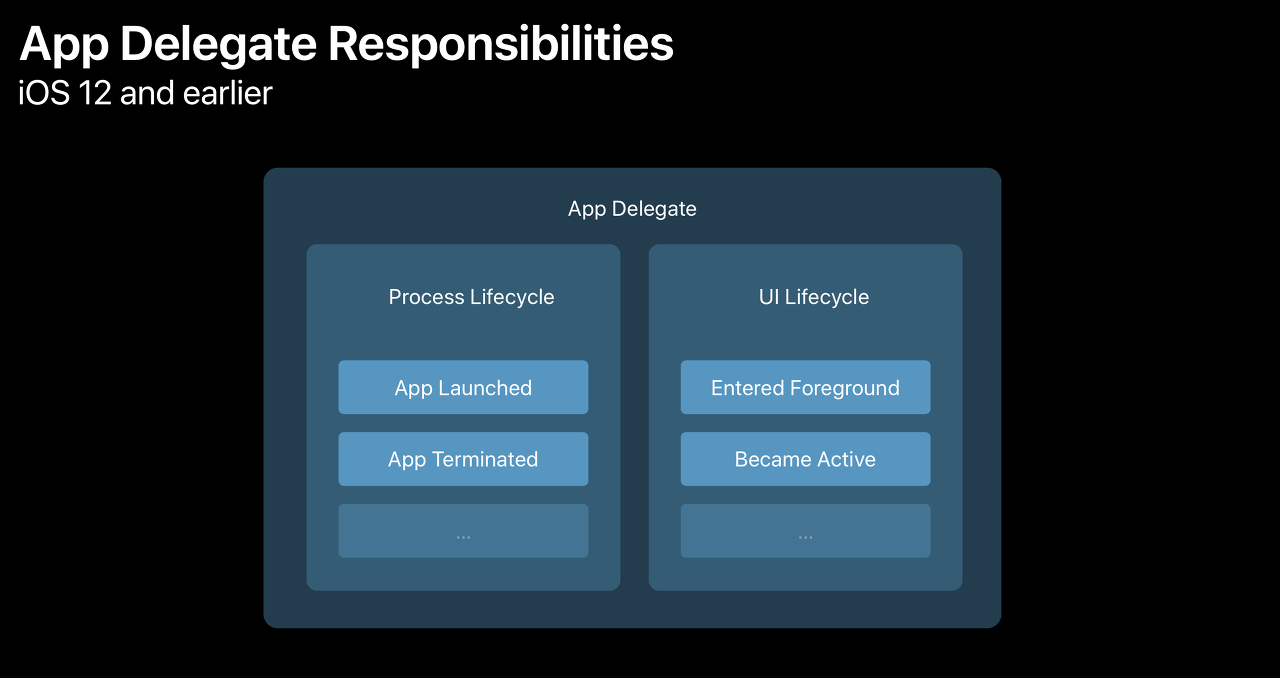 App Delegate Responsibilities
iOS 12 and earlier
App Delegate
Process Lifecycle
App Launched
App Terminated
...
UI Lifecycle
Entered Foreground
Became Active
...